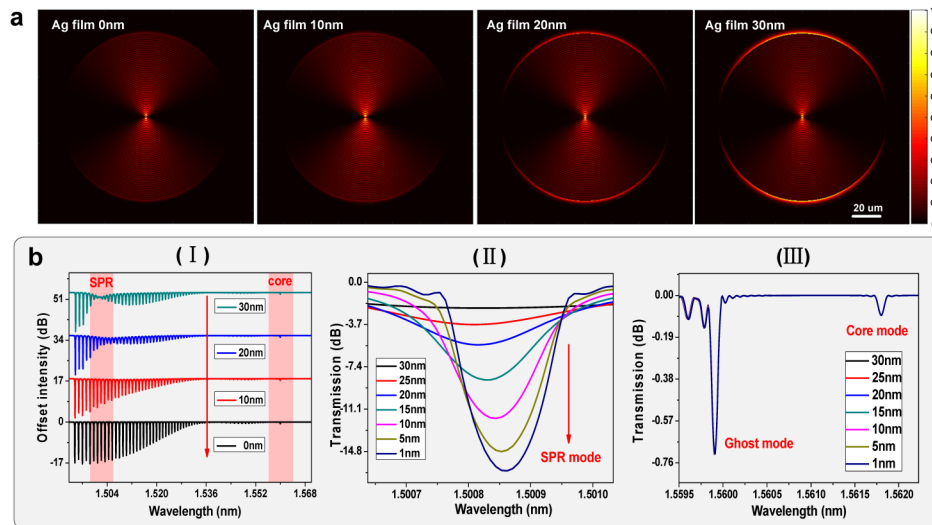 a
Ag film 0nm
Ag film 10nm
Ag film 20nm
Ag film 30nm
20 um
b
(Ⅰ)
(Ⅱ)
(Ⅲ)
SPR
core
Offset intensity (dB)
51
34
17
0
-17
30nm
20nm
10nm
0nm
1.504
1.520
1.536
1.552
1.568
Wavelength (nm)
Transmission (dB)
0.0
-3.7
-7.4
-11.1
-14.8
30nm
25nm
20nm
15nm
10nm
5nm
1nm
SPR mode
1.5007
1.5008
1.5009
1.5010
Wavelength (nm)
Transmission (dB)
0.00
-0.19
-0.38
-0.57
-0.76
Core mode
Ghost mode
30nm
25nm
20nm
15nm
10nm
5nm
1nm
1.5595
1.5600
1.5605
1.5610
1.5615
1.5620
Wavelength (nm)